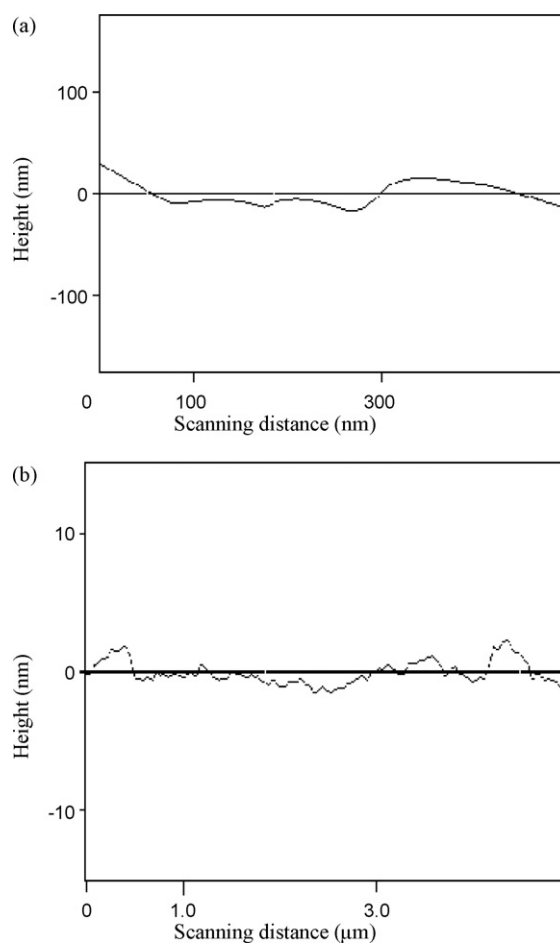 (a)
100
0
-100
Height (nm)
0
100
300
Scanning distance (nm)
(b)
10
0
-10
Height (nm)
0
1.0
3.0
Scanning distance (μm)